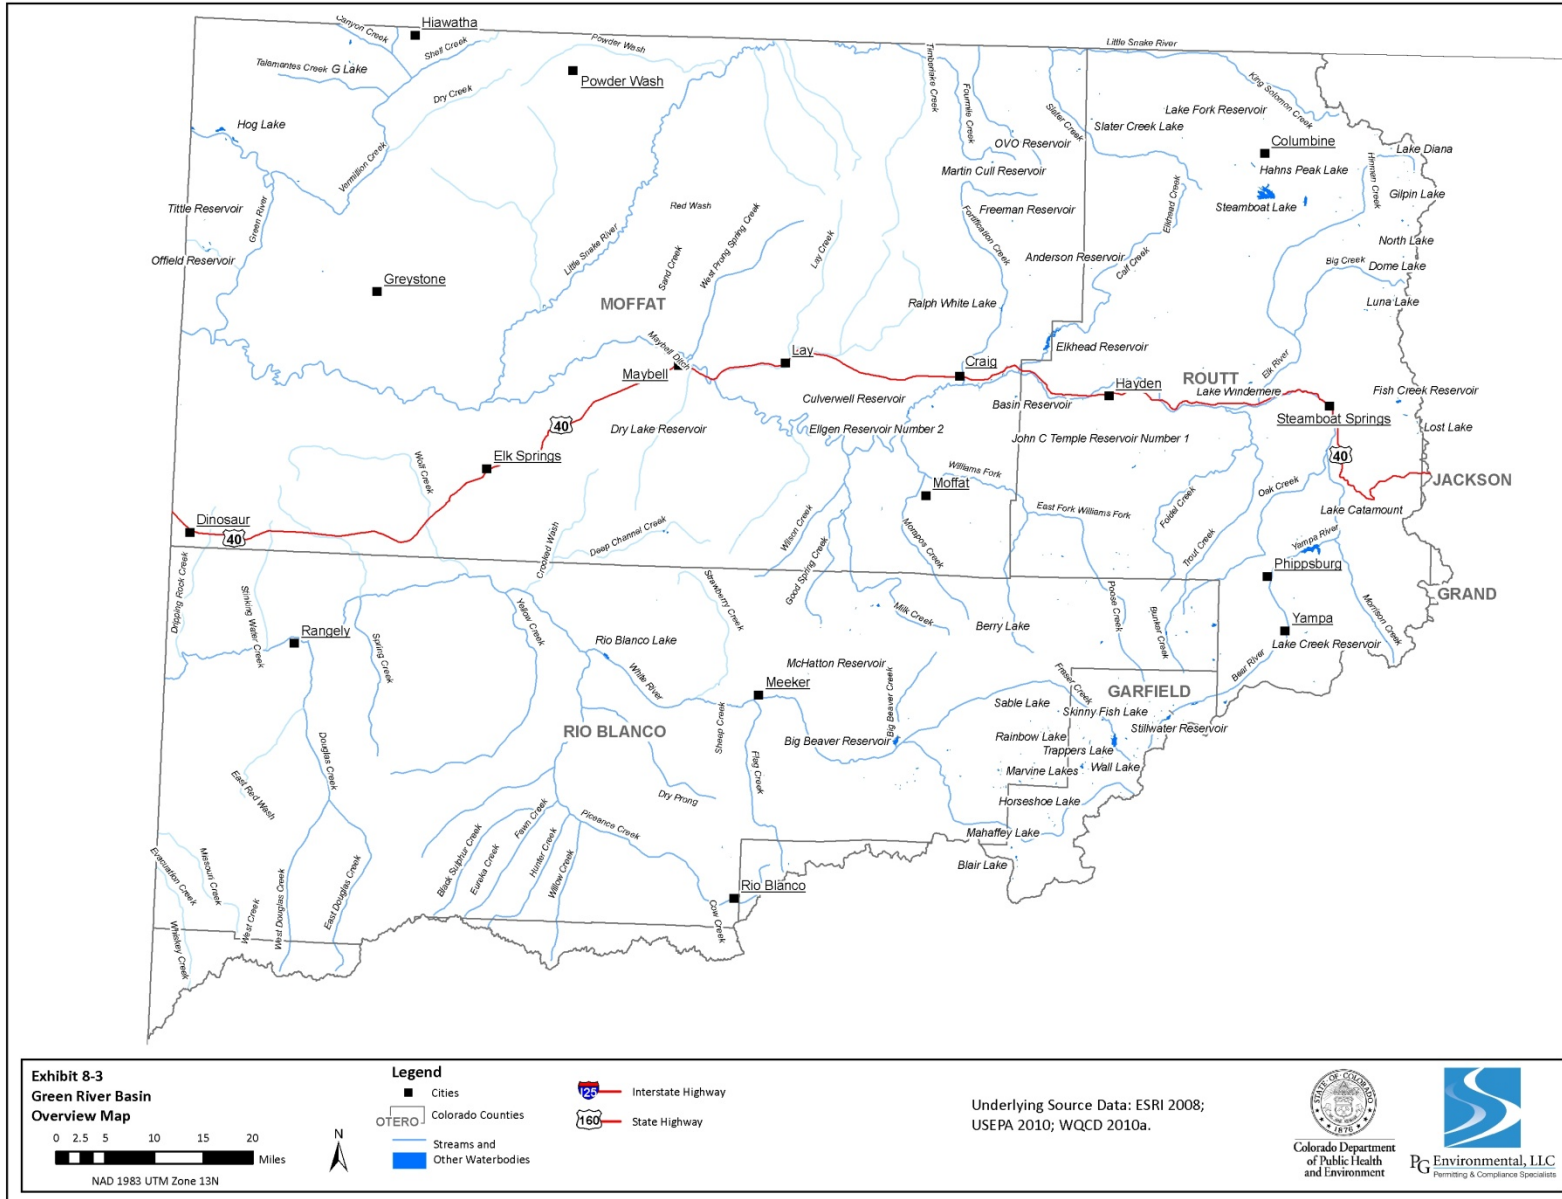 Canyon Creek
Hiawatha
Shell Creek
Powder Wash
Little Snake River
Talamantes Creek
G Lake
Powder Wash
Dry Creek
Timberlake Creek
Fourmile Creek
Slater Creek
King Solomon Creek
Lake Fork Reservoir
Slater Creek Lake
Hog Lake
Columbine
OVO Reservoir
Lake Diana
Vermillion Creek
Martin Cull Reservoir
Hahns Peak Lake
Hinman Creek
Gilpin Lake
Tittle Reservoir
Green River
Red Wash
Freeman Reservoir
Elkhead Creek
Steamboat Lake
Little Snake River
West Prong Spring Creek
Lay Creek
Fortification Creek
North Lake
Offield Reservoir
Sand Creek
Anderson Reservoir
Calf Creek
Big Creek
Dome Lake
Greystone
MOFFAT
Ralph White Lake
Luna Lake
Maybell Ditch
Lay
Elkhead Reservoir
Craig
Elk River
Maybell
Hayden
ROUTT
Lake Windemere
Fish Creek Reservoir
Culverwell Reservoir
Basin Reservoir
Steamboat Springs
40
Dry Lake Reservoir
Ellgen Reservoir Number 2
John C Temple Reservoir Number 1
Lost Lake
Elk Springs
40
Wolf Creek
Williams Fork
Moffat
JACKSON
Oak Creek
East Fork Williams Fork
Foidel Creek
Lake Catamount
Dinosaur
40
Crooked Wash
Deep Channel Creek
Wilson Creek
Morapos Creek
Trout Creek
Yampa River
Phippsburg
Dripping Rock Creek
Stinking Water Creek
Strawberry Creek
Good Spring Creek
Milk Creek
Poose Creek
Bunker Creek
GRAND
Morrison Creek
Yellow Creek
Berry Lake
Yampa
Rangely
Spring Creek
Rio Blanco Lake
Lake Creek Reservoir
McHatton Reservoir
Bear River
White River
Meeker
Big Beaver Creek
Fraser Creek
GARFIELD
Sable Lake
Skinny Fish Lake
Sheep Creek
RIO BLANCO
Rainbow Lake
Stillwater Reservoir
Big Beaver Reservoir
Trappers Lake
Douglas Creek
Flag Creek
Marvine Lakes
Wall Lake
East Red Wash
Dry Prong
Horseshoe Lake
Fawn Creek
Piceance Creek
Mahaffey Lake
Black Sulphur Creek
Eureka Creek
Hunter Creek
Willow Creek
Blair Lake
Evacuation Creek
Missouri Creek
West Creek
West Douglas Creek
East Douglas Creek
Rio Blanco
Cow Creek
Whiskey Creek
Exhibit 8-3
Green River Basin
Overview Map
0 2.5 5 10 15 20
Miles
NAD 1983 UTM Zone 13N
N
Legend
Cities
OTERO
Colorado Counties
Streams and
Other Waterbodies
125
Interstate Highway
160
State Highway
Underlying Source Data: ESRI 2008;
USEPA 2010; WQCD 2010a.
STATE OF COLORADO
1876
Colorado Department
of Public Health
and Environment
PG Environmental, LLC
Permitting & Compliance Specialists